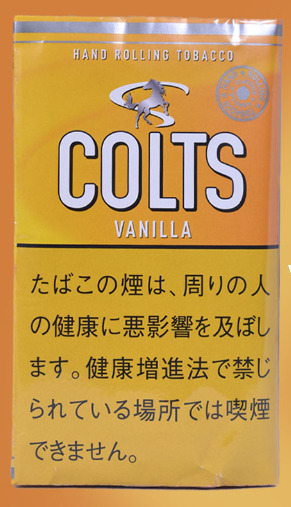 HAND ROLLING TOBACCO
COLTS
VANILLA
たばこの煙は、周りの人
の健康に悪影響を及ぼし
ます。健康増進法で禁じ
られている場所では喫煙
できません。